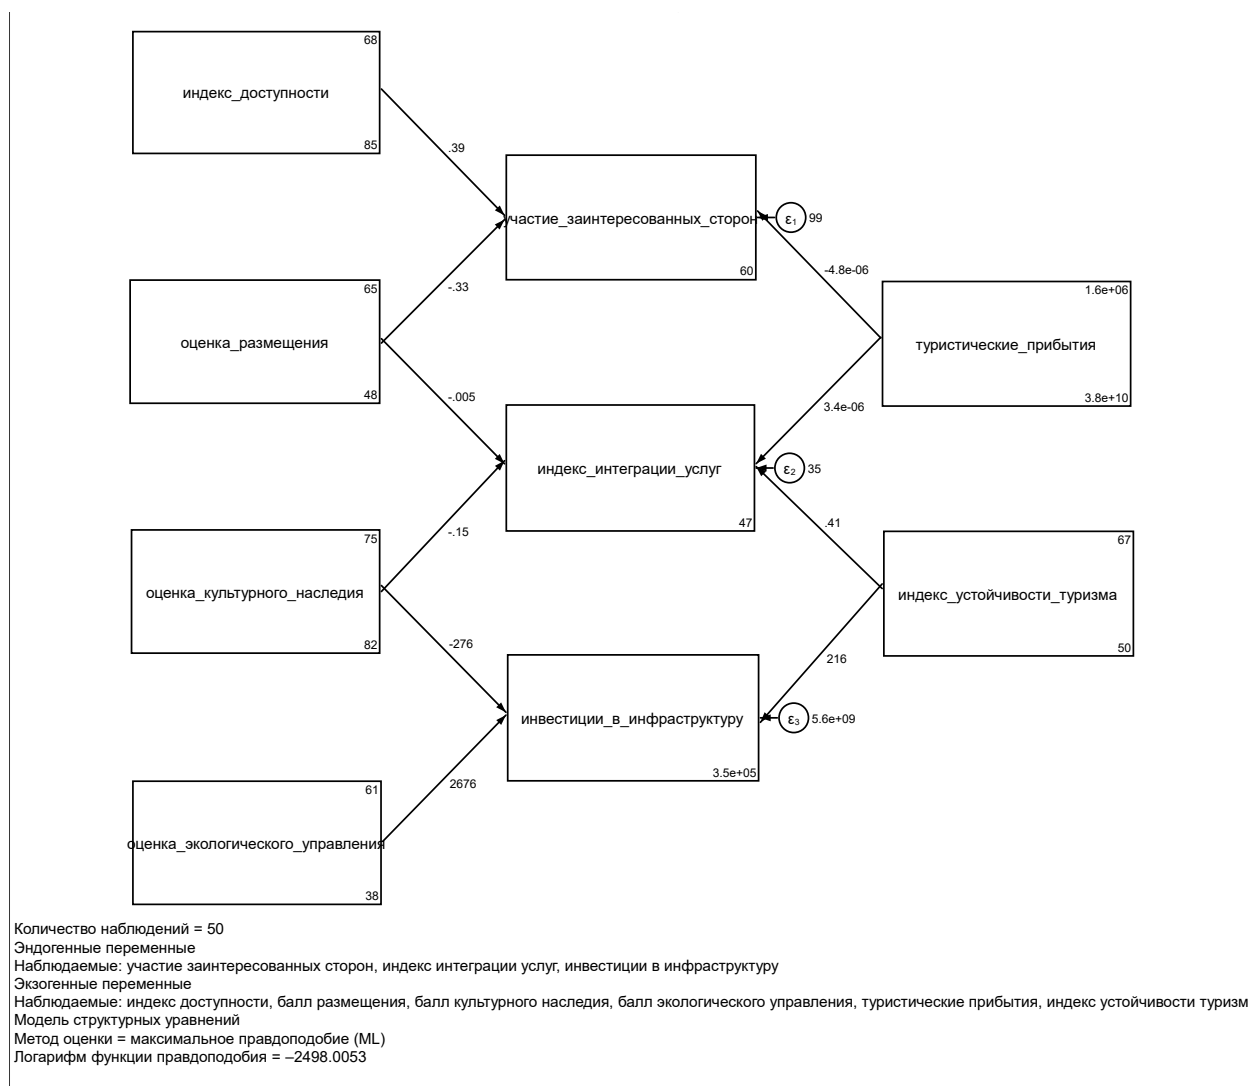 68
индекс_доступности
85
.39
участие_заинтересованных_сторон
ε₁ 99
60
-.33
-4.8e-06
65
оценка_размещения
48
1.6e+06
туристические_прибытия
3.8e+10
-.005
3.4e-06
индекс_интеграции_услуг
ε₂ 35
47
-.15
.41
75
оценка_культурного_наследия
82
67
индекс_устойчивости_туризма
50
-276
216
инвестиции_в_инфраструктуру
ε₃ 5.6e+09
3.5e+05
2676
61
оценка_экологического_управления
38
Количество наблюдений = 50
Эндогенные переменные
Наблюдаемые: участие заинтересованных сторон, индекс интеграции услуг, инвестиции в инфраструктуру
Экзогенные переменные
Наблюдаемые: индекс доступности, балл размещения, балл культурного наследия, балл экологического управления, туристические прибытия, индекс устойчивости туризм
Модель структурных уравнений
Метод оценки = максимальное правдоподобие (ML)
Логарифм функции правдоподобия = –2498.0053